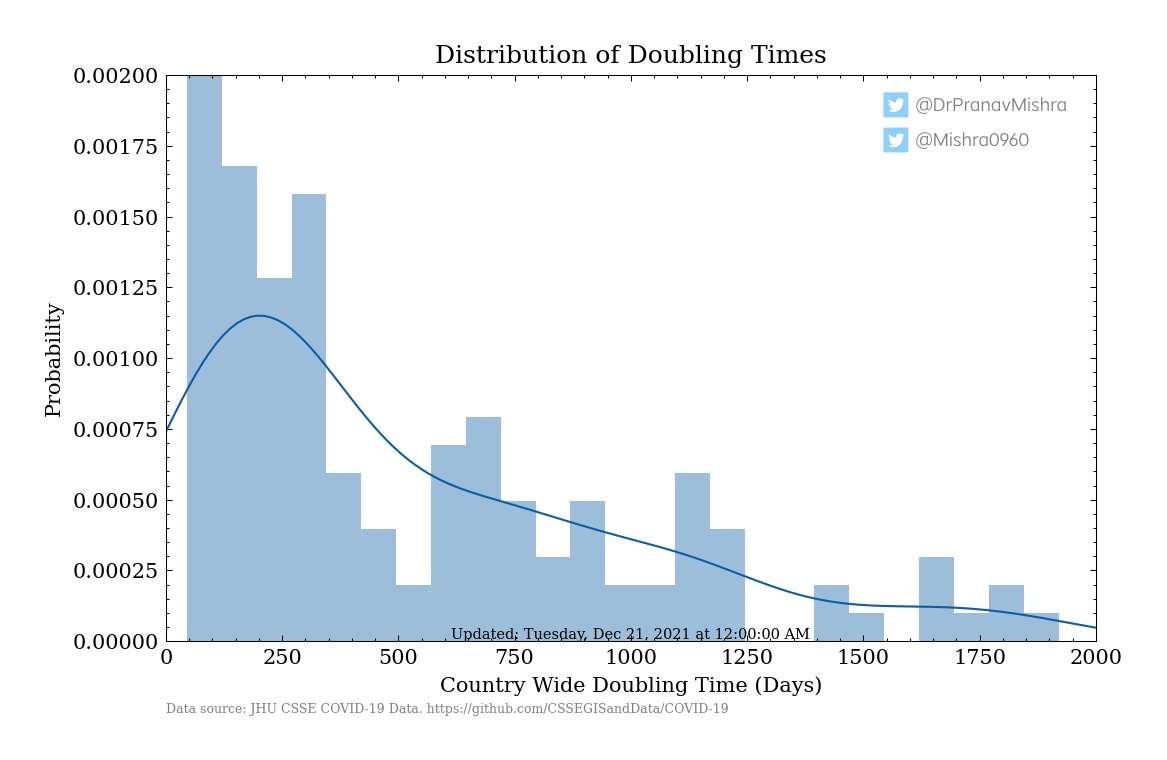 Distribution of Doubling Times
@DrPranavMishra
@Mishra0960
0.00200
0.00175
0.00150
0.00125
0.00100
0.00075
0.00050
0.00025
0.00000
Probability
Updated: Tuesday, Dec 21, 2021 at 12:00:00 AM
0 250 500 750 1000 1250 1500 1750 2000
Country Wide Doubling Time (Days)
Data source: JHU CSSE COVID-19 Data. https://github.com/CSSEGISandData/COVID-19